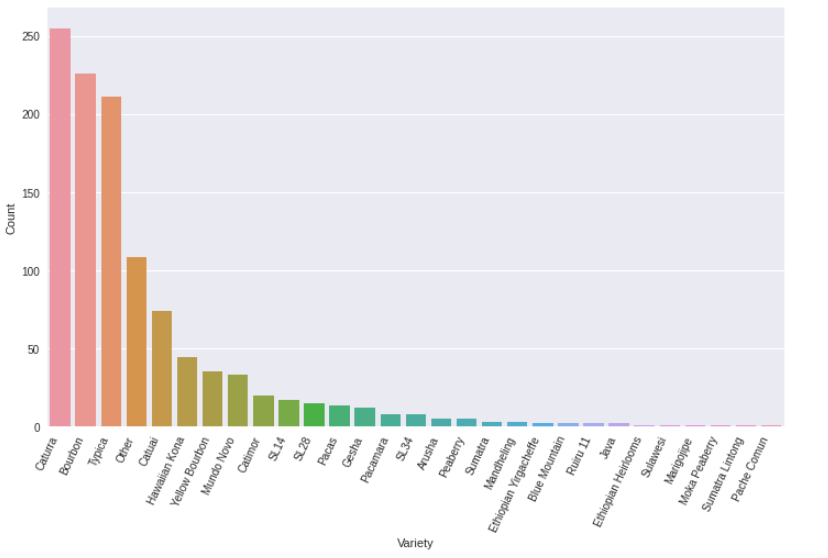 250
200
150
100
50
0
Count
Caturra
Bourbon
Typica
Other
Catuai
Hawaiian Kona
Yellow Bourbon
Mundo Novo
Catimor
SL14
SL28
Pacas
Gesha
Pacamara
SL34
Arusha
Peaberry
Sumatra
Mandheling
Ethiopian Yirgacheffe
Blue Mountain
Ruiru 11
Java
Ethiopian Heirlooms
Sulawesi
Marigojipe
Moka Peaberry
Sumatra Lintong
Pache Comun
Variety